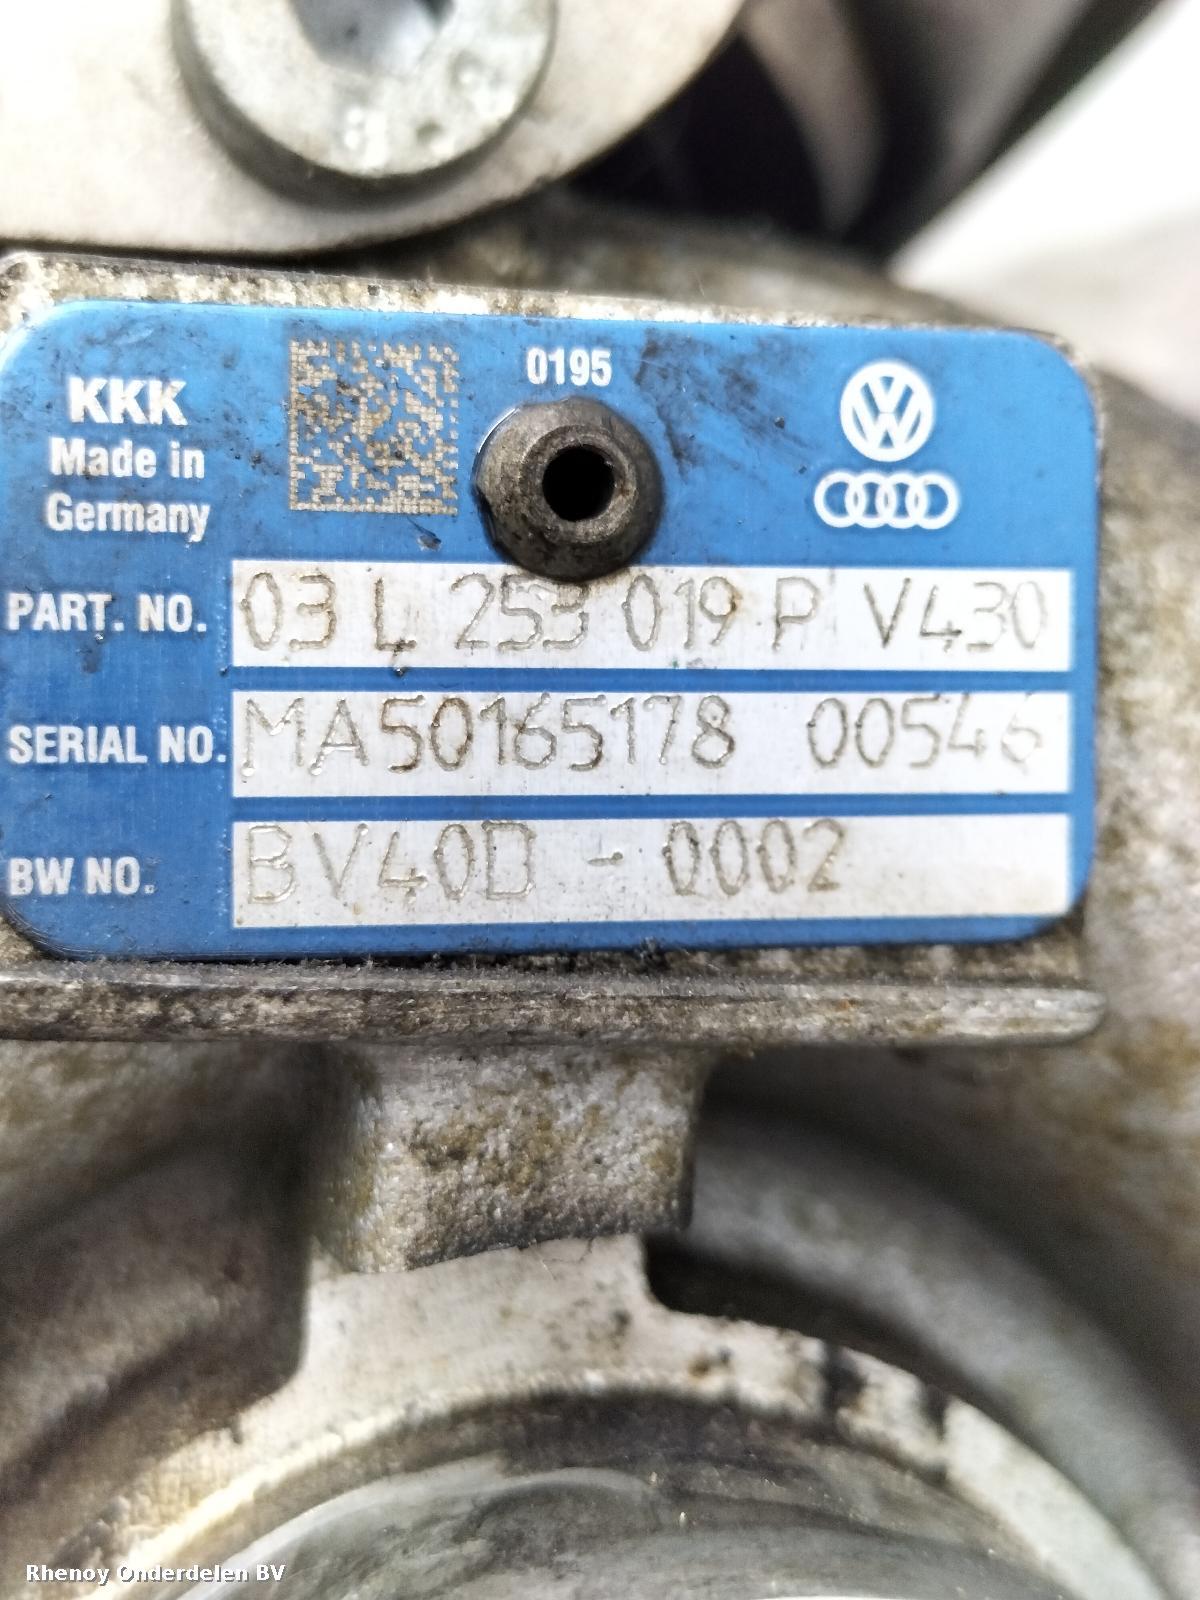 0195
KKK
Made in
Germany
PART. NO. 03 L 253 019 P V430
SERIAL NO. MA50165178 00546
BW NO. BV40D - 0002
Rhenoy Onderdelen BV